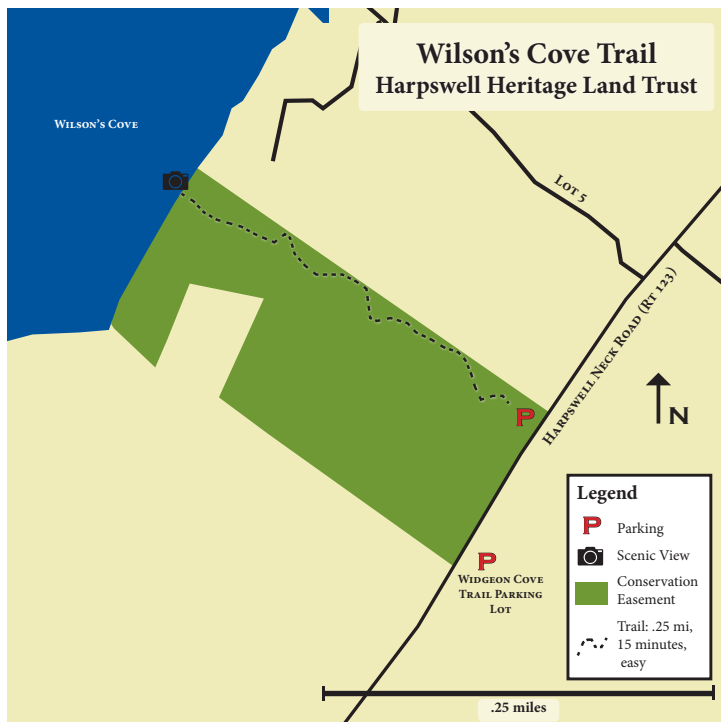 Wilson's Cove Trail
Harpswell Heritage Land Trust
Wilson's Cove
Lot 5
Harpswell Neck Road (Rt 123)
P
N
P
Widgeon Cove
Trail Parking
Lot
Legend
P Parking
Scenic View
Conservation
Easement
Trail: .25 mi,
15 minutes,
easy
.25 miles